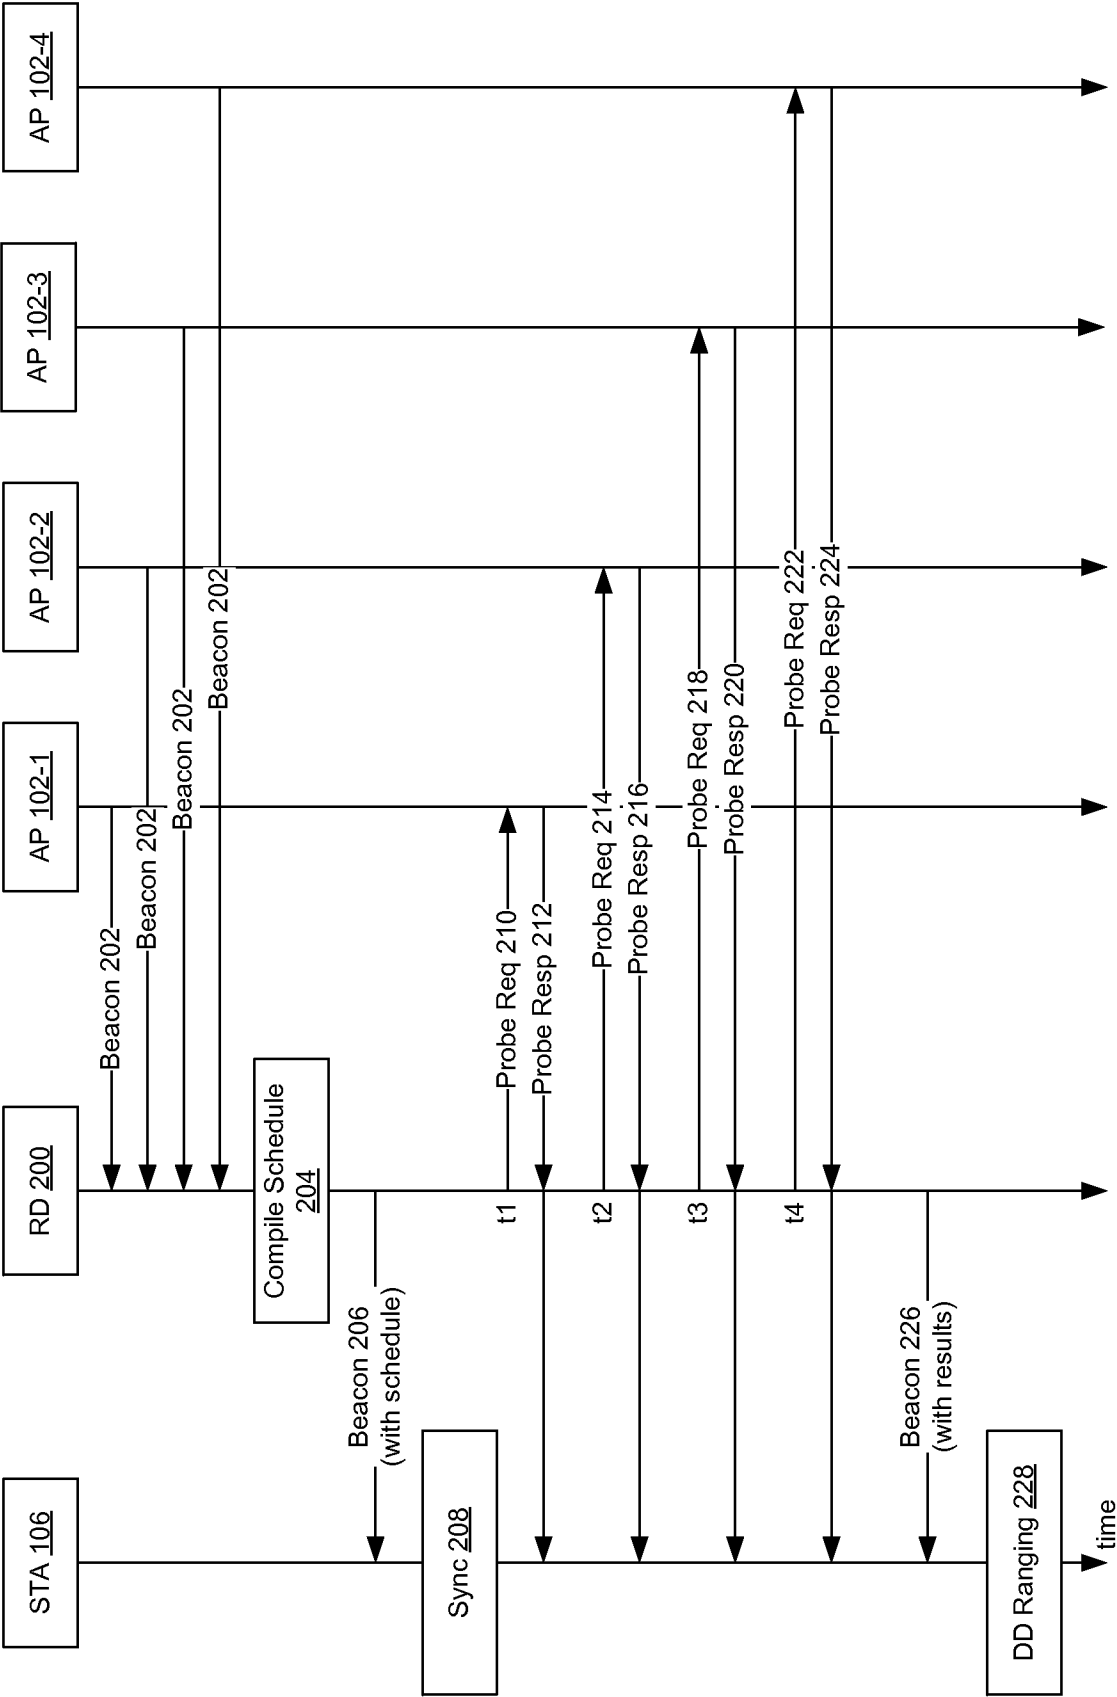 STA 106
RD 200
AP 102-1
AP 102-2
AP 102-3
AP 102-4
Beacon 202
Beacon 202
Beacon 202
Beacon 202
Compile Schedule
204
Beacon 206
(with schedule)
Sync 208
t1
Probe Req 210
Probe Resp 212
t2
Probe Req 214
Probe Resp 216
t3
Probe Req 218
Probe Resp 220
t4
Probe Req 222
Probe Resp 224
Beacon 226
(with results)
DD Ranging 228
time